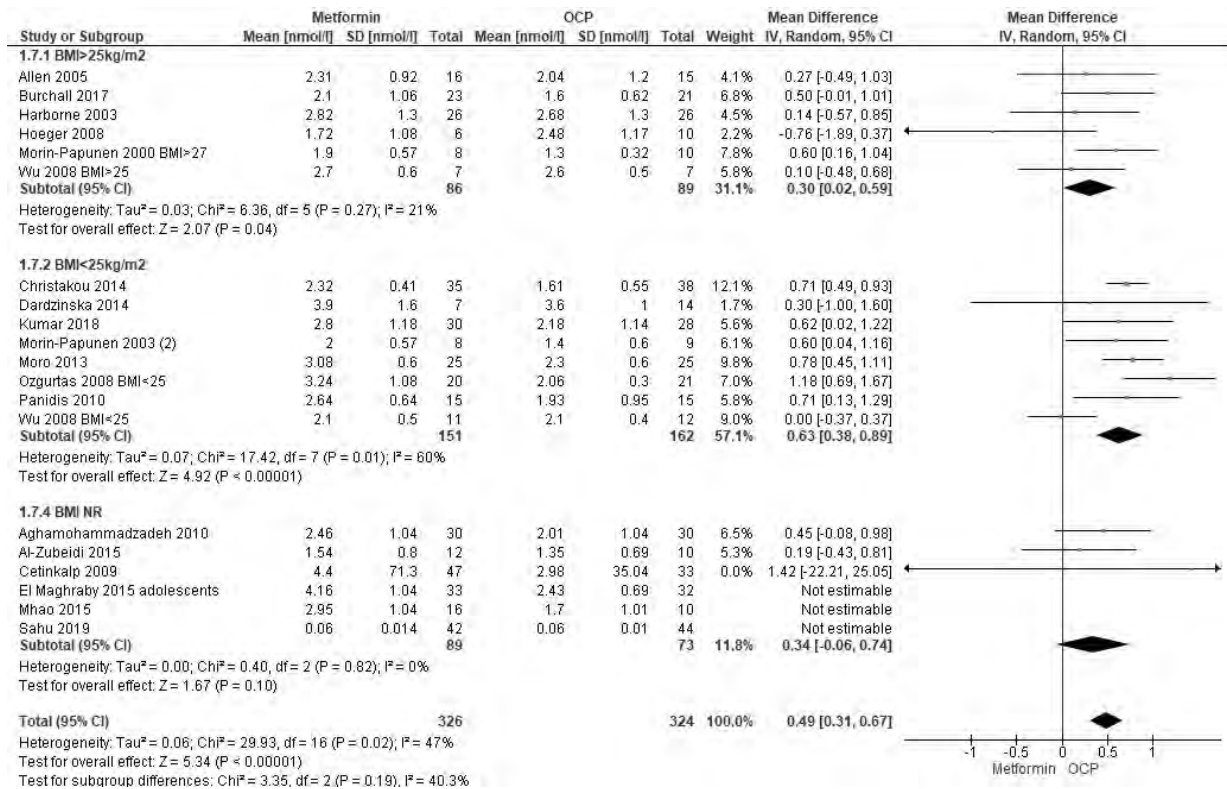 Metformin OCP Mean Difference Mean Difference
Study or Subgroup Mean [nmol/l] SD [nmol/l] Total Mean [nmol/l] SD [nmol/l] Total Weight IV, Random, 95% CI IV, Random, 95% CI
1.7.1 BMI>25kg/m2
Allen 2005 2.31 0.92 16 2.04 1.2 15 4.1% 0.27 [-0.49, 1.03]
Burchall 2017 2.1 1.06 23 1.6 0.62 21 6.8% 0.50 [-0.01, 1.01]
Harborne 2003 2.82 1.3 26 2.68 1.3 26 4.5% 0.14 [-0.57, 0.85]
Hoeger 2008 1.72 1.08 6 2.48 1.17 10 2.2% -0.76 [-1.89, 0.37]
Morin-Papunen 2000 BMI>27 1.9 0.57 8 1.3 0.32 10 7.8% 0.60 [0.16, 1.04]
Wu 2008 BMI>25 2.7 0.6 7 2.6 0.5 7 5.8% 0.10 [-0.48, 0.68]
Subtotal (95% CI) 86 89 31.1% 0.30 [0.02, 0.59]
Heterogeneity: Tau² = 0.03; Chi² = 6.36, df = 5 (P = 0.27); I² = 21%
Test for overall effect: Z = 2.07 (P = 0.04)
1.7.2 BMI<25kg/m2
Christakou 2014 2.32 0.41 35 1.61 0.55 38 12.1% 0.71 [0.49, 0.93]
Dardzinska 2014 3.9 1.6 7 3.6 1 14 1.7% 0.30 [-1.00, 1.60]
Kumar 2018 2.8 1.18 30 2.18 1.14 28 5.6% 0.62 [0.02, 1.22]
Morin-Papunen 2003 (2) 2 0.57 8 1.4 0.6 9 6.1% 0.60 [0.04, 1.16]
Moro 2013 3.08 0.6 25 2.3 0.6 25 9.8% 0.78 [0.45, 1.11]
Ozgurtas 2008 BMI<25 3.24 1.08 20 2.06 0.3 21 7.0% 1.18 [0.69, 1.67]
Panidis 2010 2.64 0.64 15 1.93 0.95 15 5.8% 0.71 [0.13, 1.29]
Wu 2008 BMI<25 2.1 0.5 11 2.1 0.4 12 9.0% 0.00 [-0.37, 0.37]
Subtotal (95% CI) 151 162 57.1% 0.63 [0.38, 0.89]
Heterogeneity: Tau² = 0.07; Chi² = 17.42, df = 7 (P = 0.01); I² = 60%
Test for overall effect: Z = 4.92 (P < 0.00001)
1.7.4 BMI NR
Aghamohammadzadeh 2010 2.46 1.04 30 2.01 1.04 30 6.5% 0.45 [-0.08, 0.98]
Al-Zubeidi 2015 1.54 0.8 12 1.35 0.69 10 5.3% 0.19 [-0.43, 0.81]
Cetinkalp 2009 4.4 71.3 47 2.98 35.04 33 0.0% 1.42 [-22.21, 25.05]
El Maghraby 2015 adolescents 4.16 1.04 33 2.43 0.69 32 Not estimable
Mhao 2015 2.95 1.04 16 1.7 1.01 10 Not estimable
Sahu 2019 0.06 0.014 42 0.06 0.01 44 Not estimable
Subtotal (95% CI) 89 73 11.8% 0.34 [-0.06, 0.74]
Heterogeneity: Tau² = 0.00; Chi² = 0.40, df = 2 (P = 0.82); I² = 0%
Test for overall effect: Z = 1.67 (P = 0.10)
Total (95% CI) 326 324 100.0% 0.49 [0.31, 0.67]
Heterogeneity: Tau² = 0.06; Chi² = 29.93, df = 16 (P = 0.02); I² = 47%
Test for overall effect: Z = 5.34 (P < 0.00001)
Test for subgroup differences: Chi² = 3.35, df = 2 (P = 0.19), I² = 40.3%
-1 -0.5 0 0.5 1
Metformin OCP